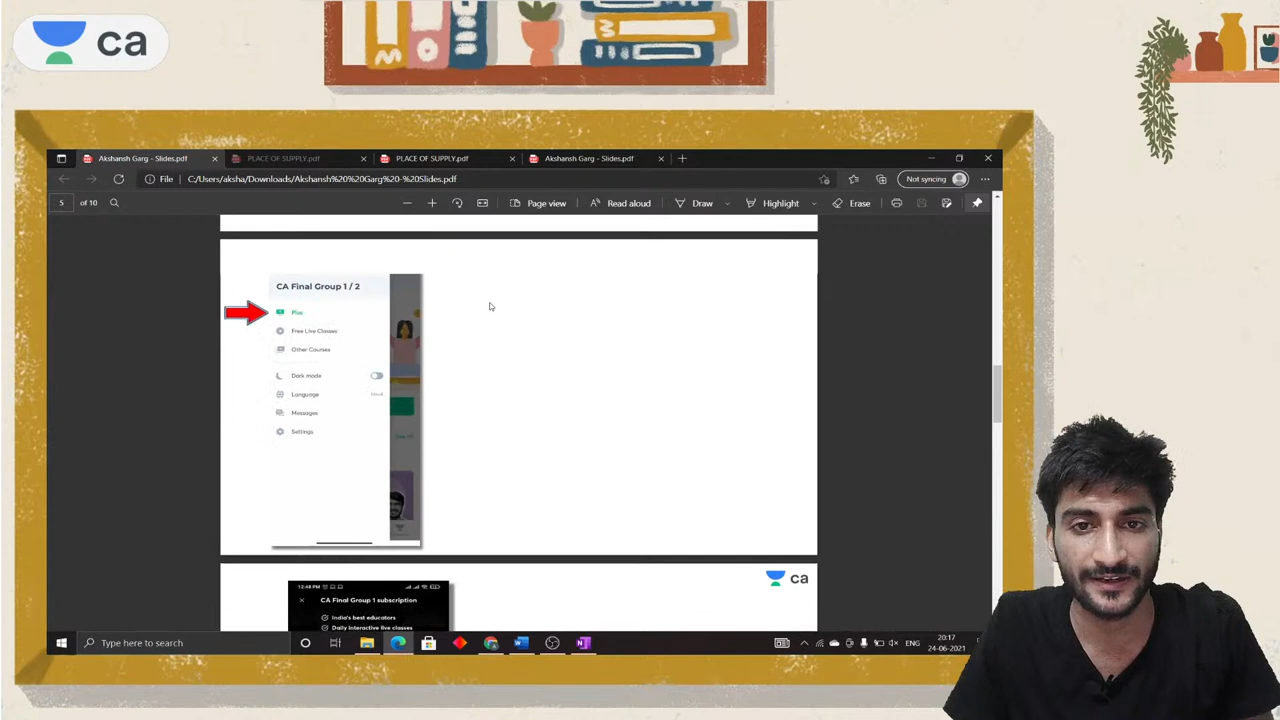 ca
Akshansh Garg - Slides.pdf
PLACE OF SUPPLY.pdf
PLACE OF SUPPLY.pdf
Akshansh Garg - Slides.pdf
File
C:/Users/aksha/Downloads/Akshansh%20%20Garg%20-%20Slides.pdf
Not syncing
5 of 10
Page view
Read aloud
Draw
Highlight
Erase
CA Final Group 1 / 2
Plus
Free Live Classes
Other Courses
Dark mode
Language
Messages
Settings
ca
12:48 PM
CA Final Group 1 subscription
India's best educators
Daily interactive live classes
Type here to search
ENG
20:17
24-06-2021